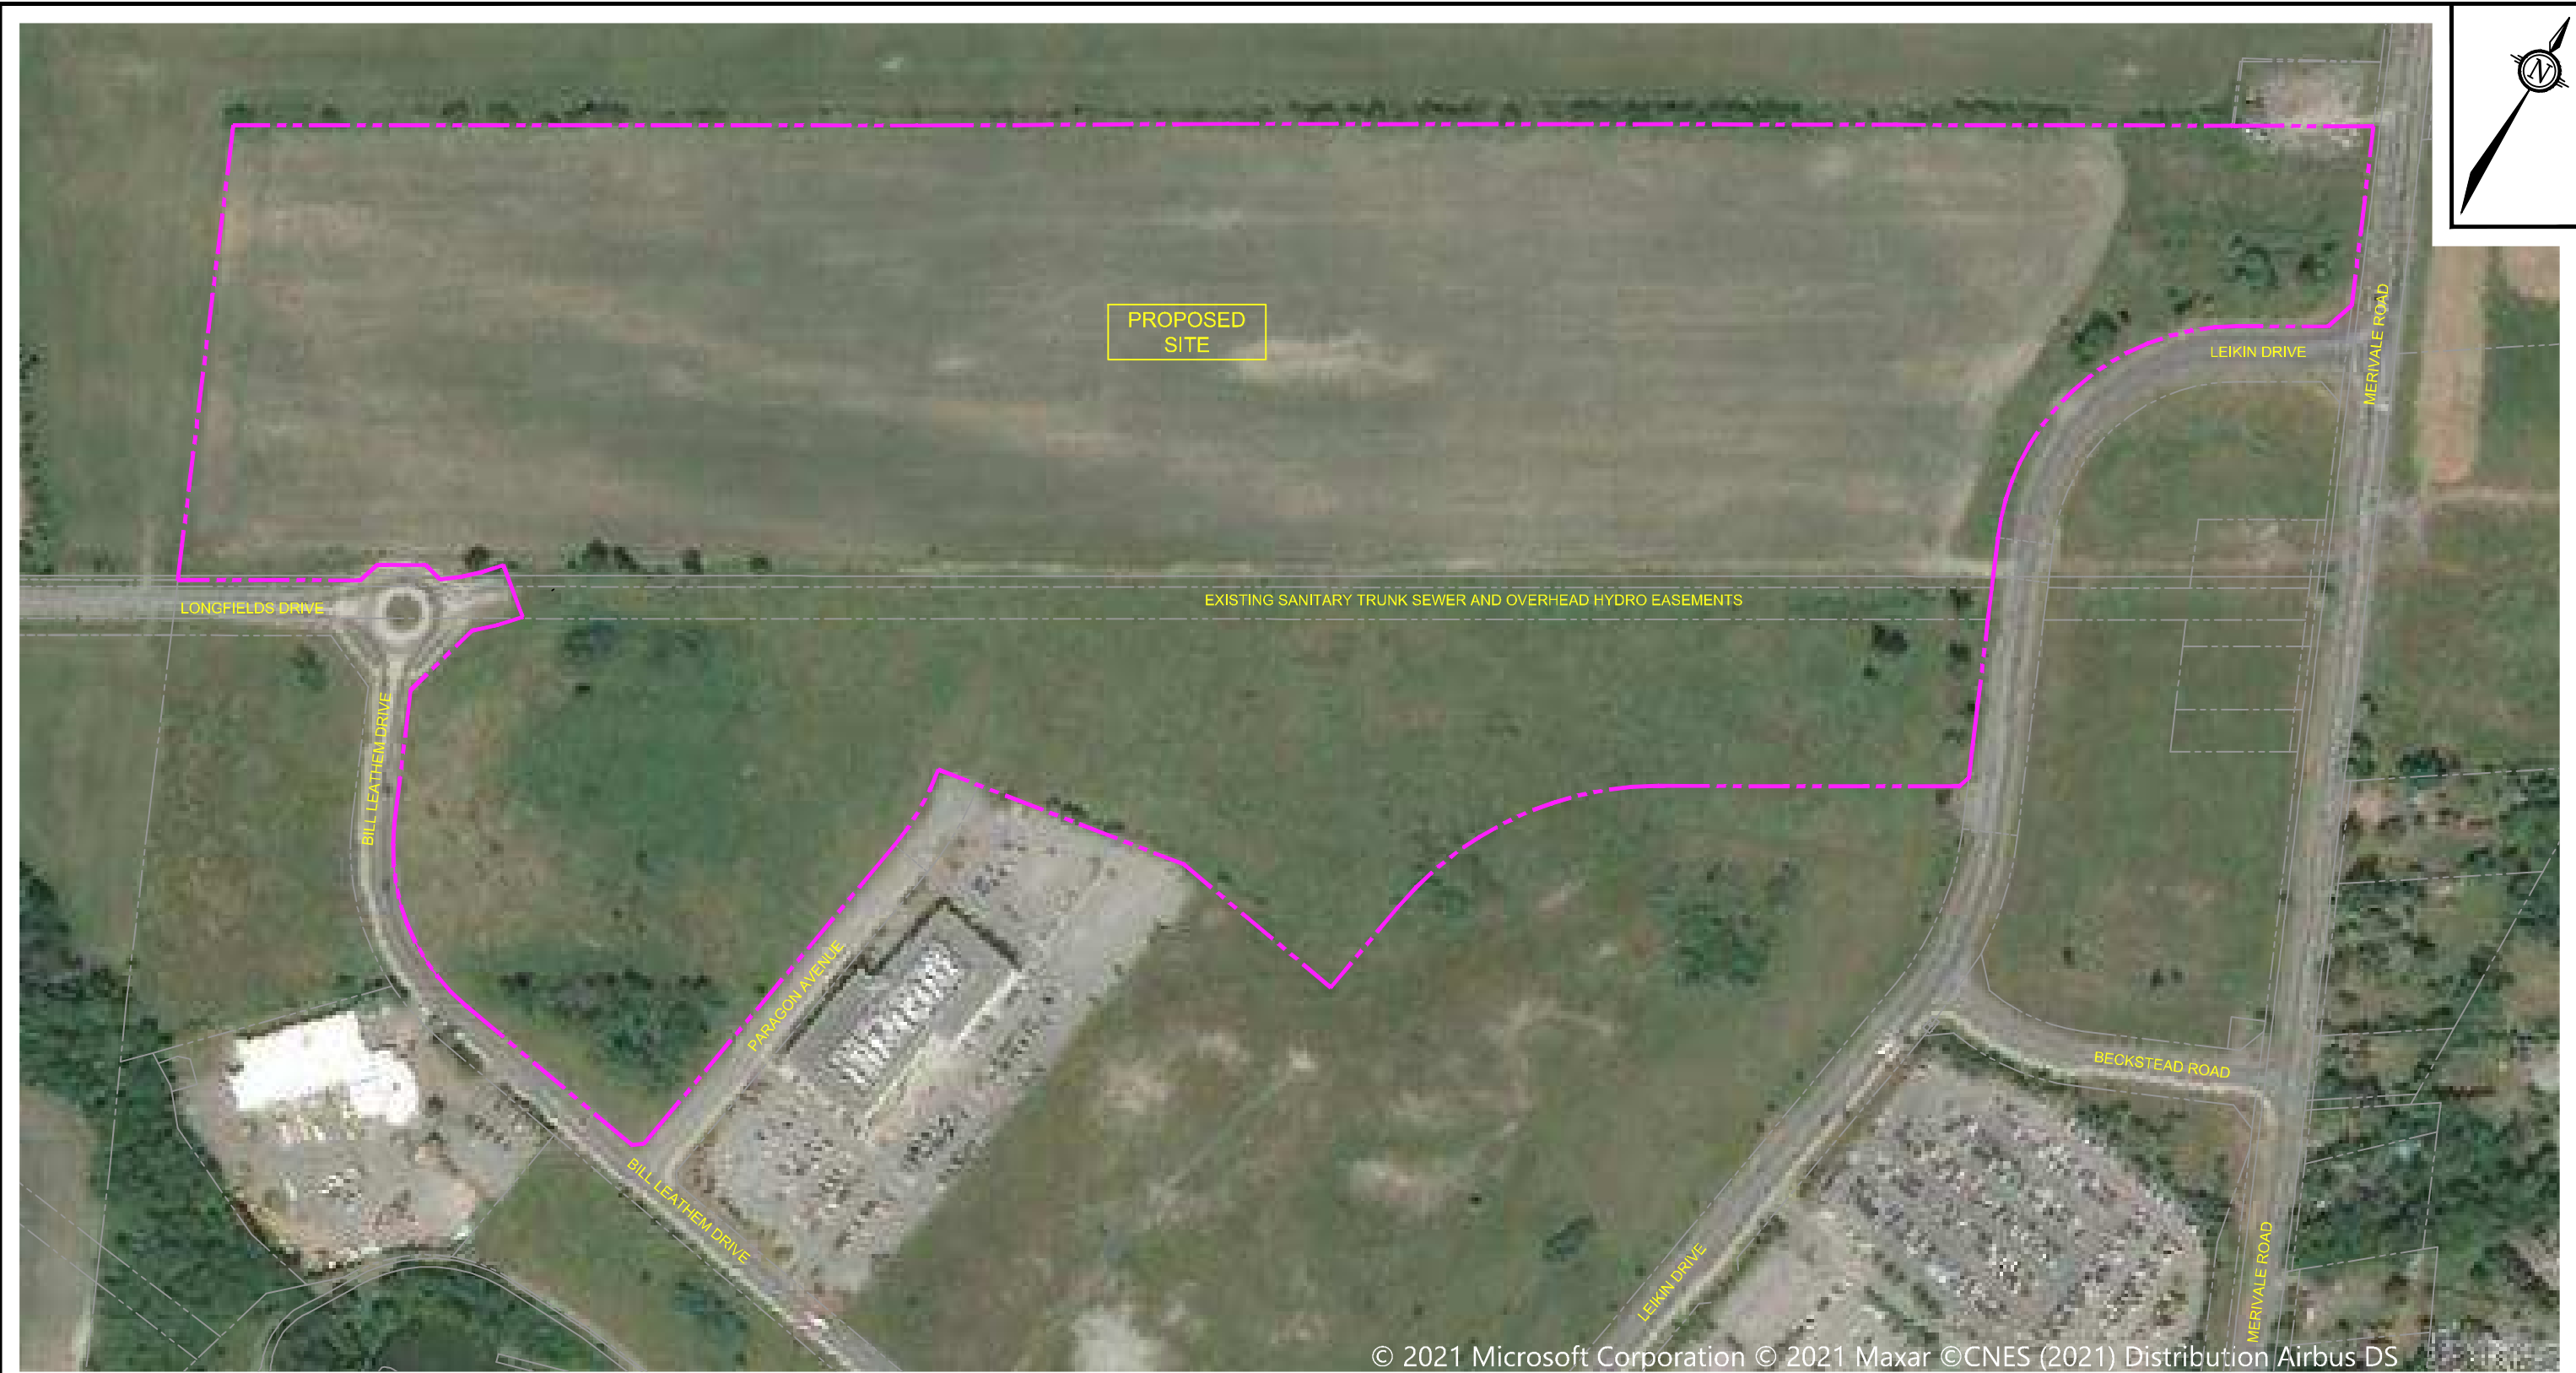 N
PROPOSED
SITE
MERIVALE ROAD
LEIKIN DRIVE
LONGFIELDS DRIVE
EXISTING SANITARY TRUNK SEWER AND OVERHEAD HYDRO EASEMENTS
BILL LEATHEM DRIVE
PARAGON AVENUE
BECKSTEAD ROAD
BILL LEATHEM DRIVE
LEIKIN DRIVE
MERIVALE ROAD
© 2021 Microsoft Corporation © 2021 Maxar ©CNES (2021) Distribution Airbus DS